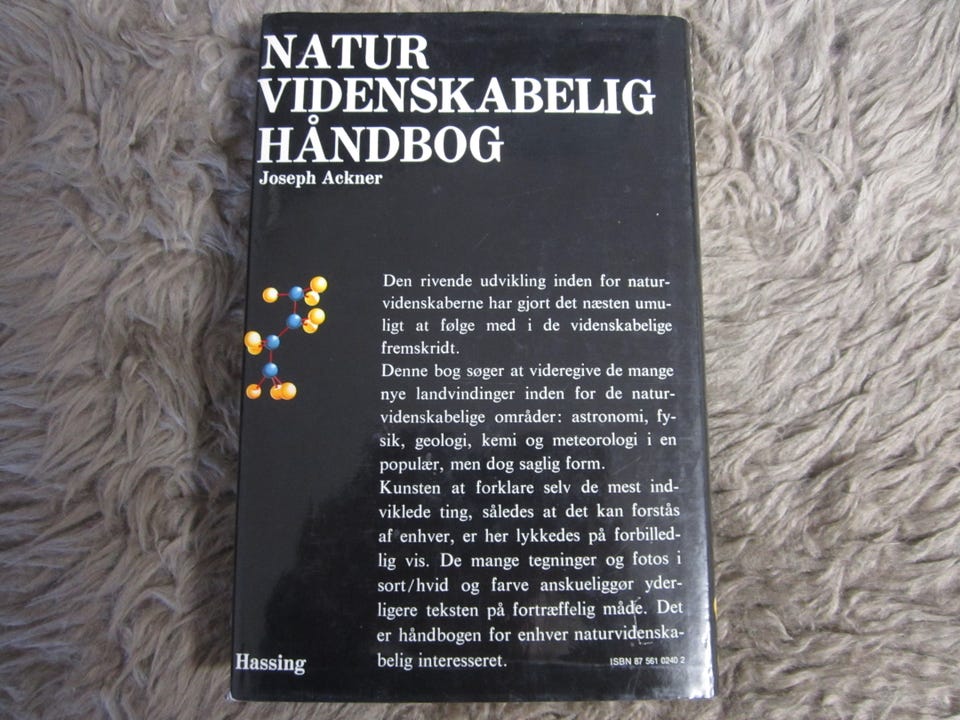 NATUR
VIDENSKABELIG
HÅNDBOG
Joseph Ackner
Den rivende udvikling inden for natur-
videnskaberne har gjort det næsten umu-
ligt at følge med i de videnskabelige
fremskridt.
Denne bog søger at videregive de mange
nye landvindinger inden for de natur-
videnskabelige områder: astronomi, fy-
sik, geologi, kemi og meteorologi i en
populær, men dog saglig form.
Kunsten at forklare selv de mest ind-
viklede ting, således at det kan forstås
af enhver, er her lykkedes på forbilled-
lig vis. De mange tegninger og fotos i
sort/hvid og farve anskueliggør yder-
ligere teksten på fortræffelig måde. Det
er håndbogen for enhver naturvidenska-
belig interesseret.
Hassing
ISBN 87 561 0240 2